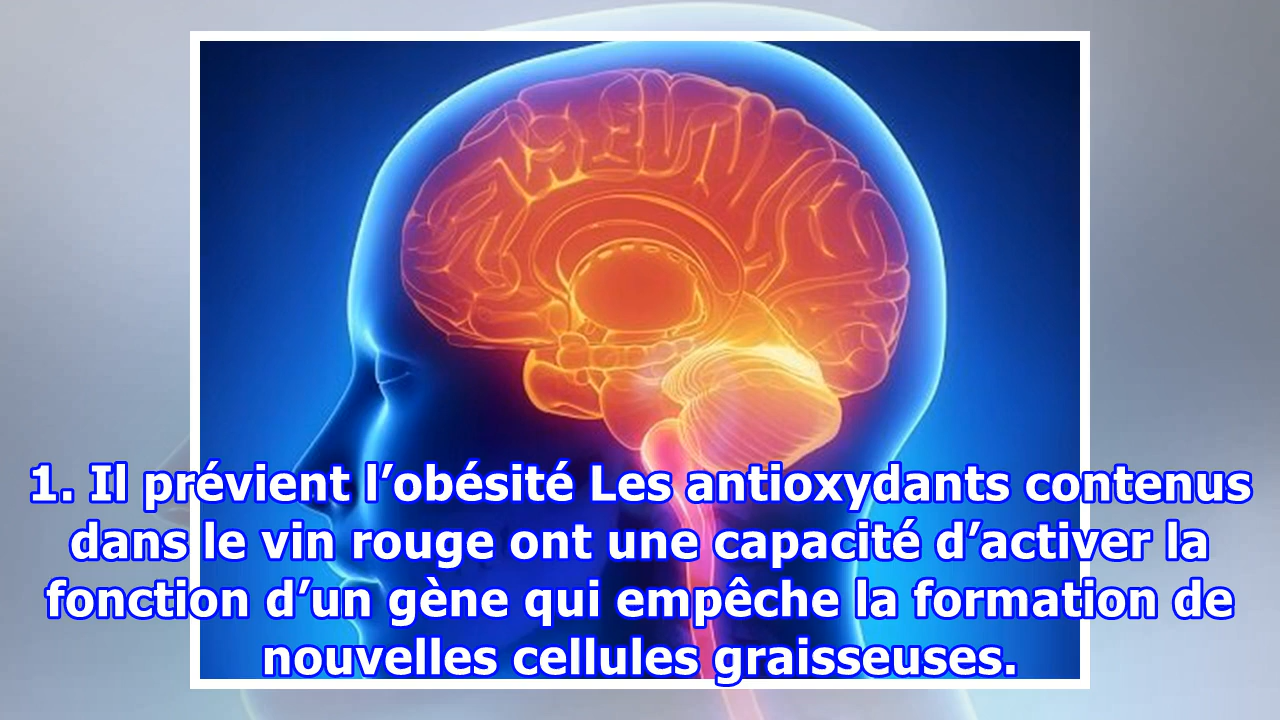 1. Il prévient l’obésité Les antioxydants contenus
dans le vin rouge ont une capacité d’activer la
fonction d’un gène qui empêche la formation de
nouvelles cellules graisseuses.